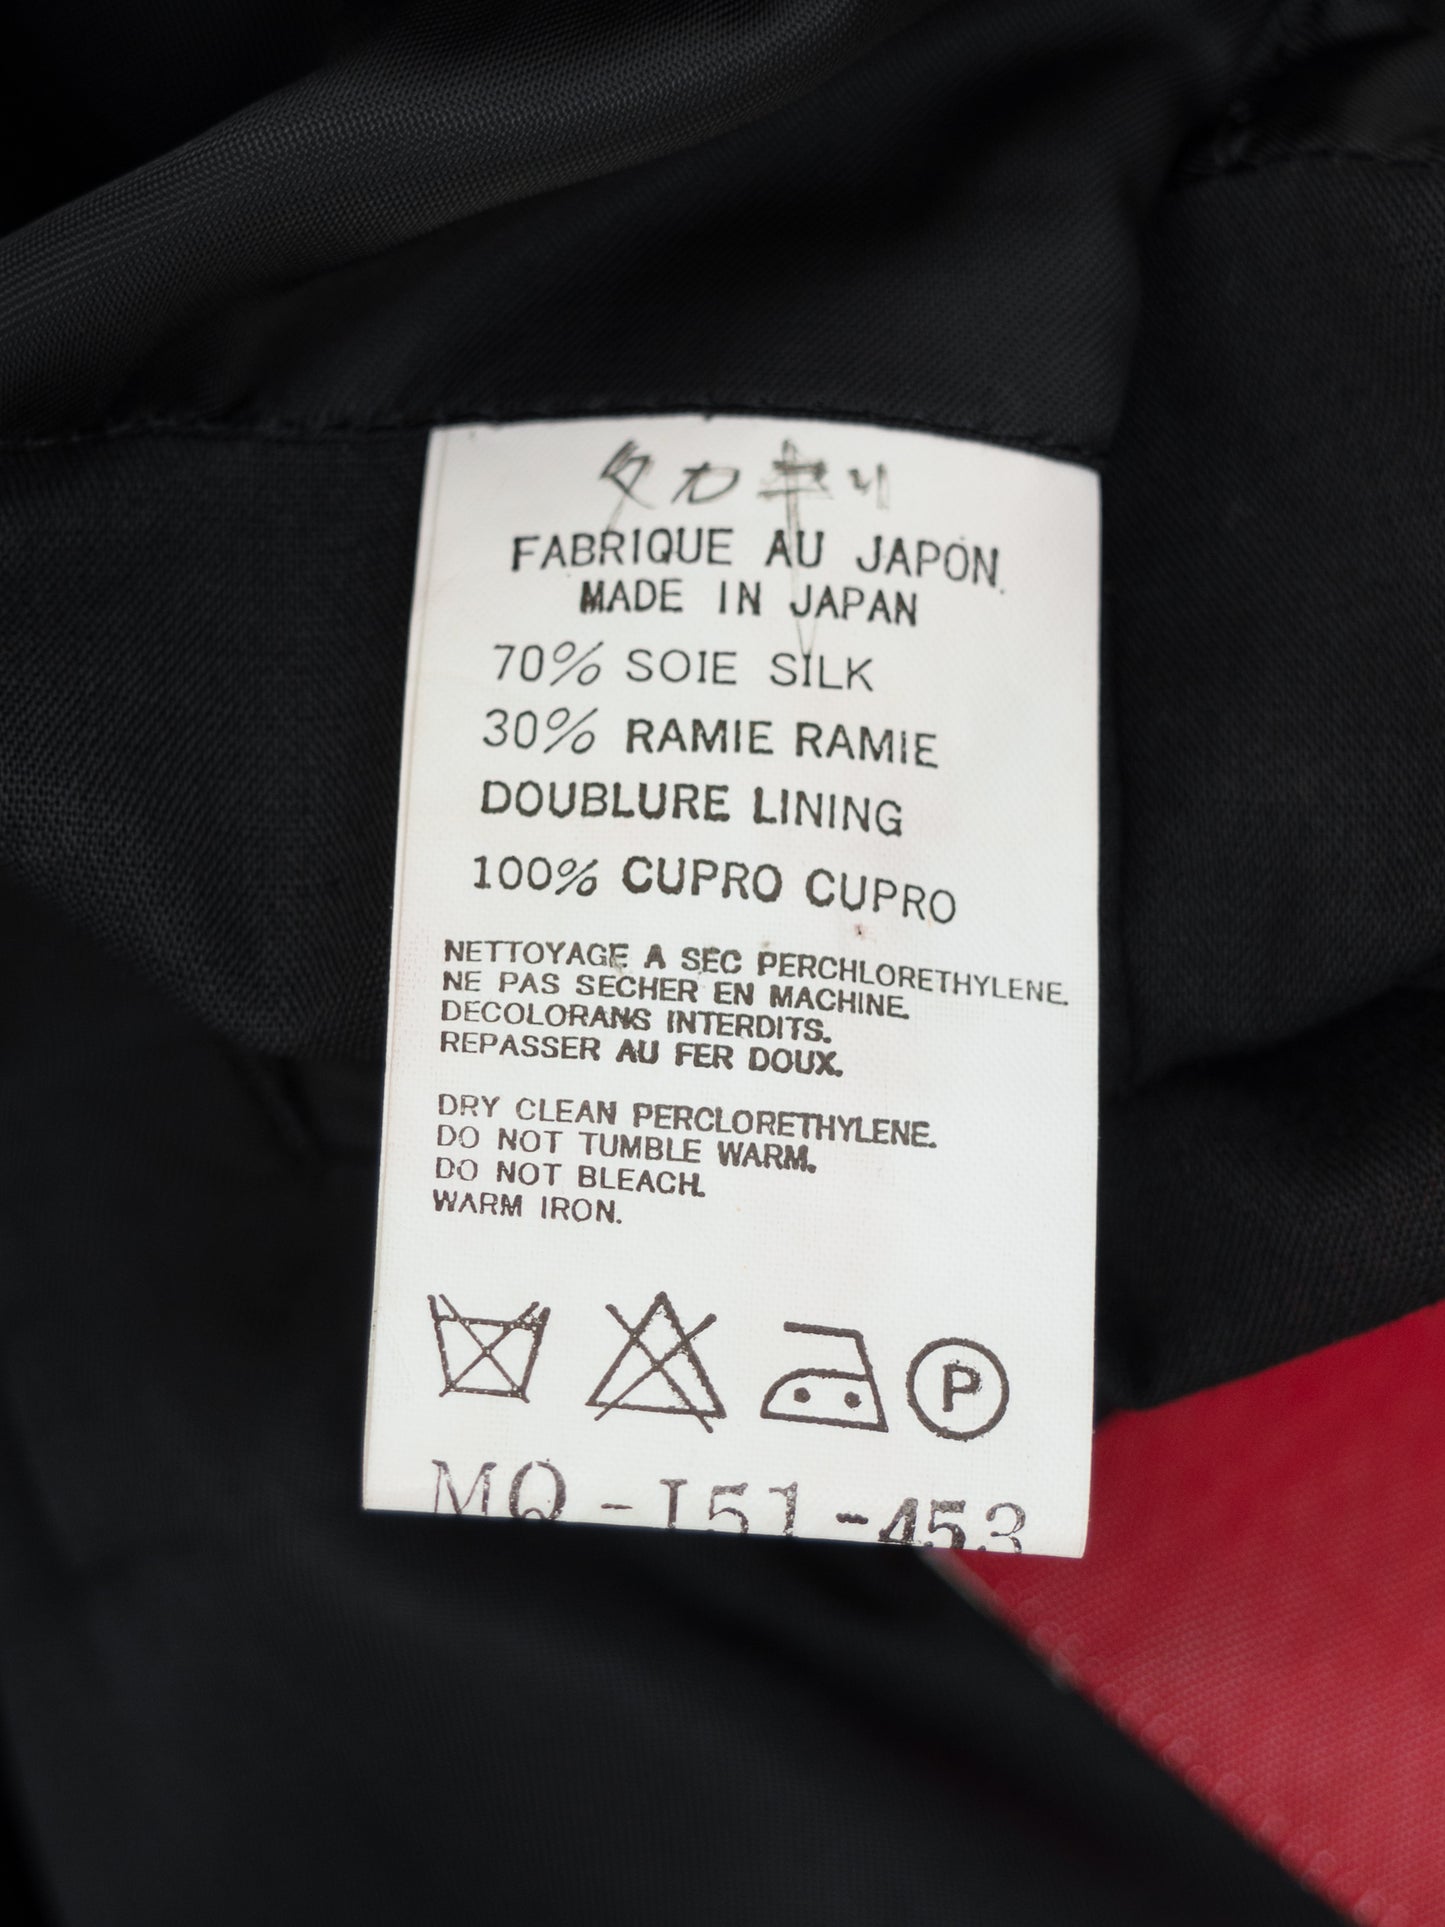 タカキリ
FABRIQUE AU JAPON.
MADE IN JAPAN
70% SOIE SILK
30% RAMIE RAMIE
DOUBLURE LINING
100% CUPRO CUPRO
NETTOYAGE A SEC PERCHLORETHYLENE.
NE PAS SECHER EN MACHINE.
DECOLORANS INTERDITS.
REPASSER AU FER DOUX.
DRY CLEAN PERCLORETHYLENE.
DO NOT TUMBLE WARM.
DO NOT BLEACH.
WARM IRON.
P
MQ-I51-453